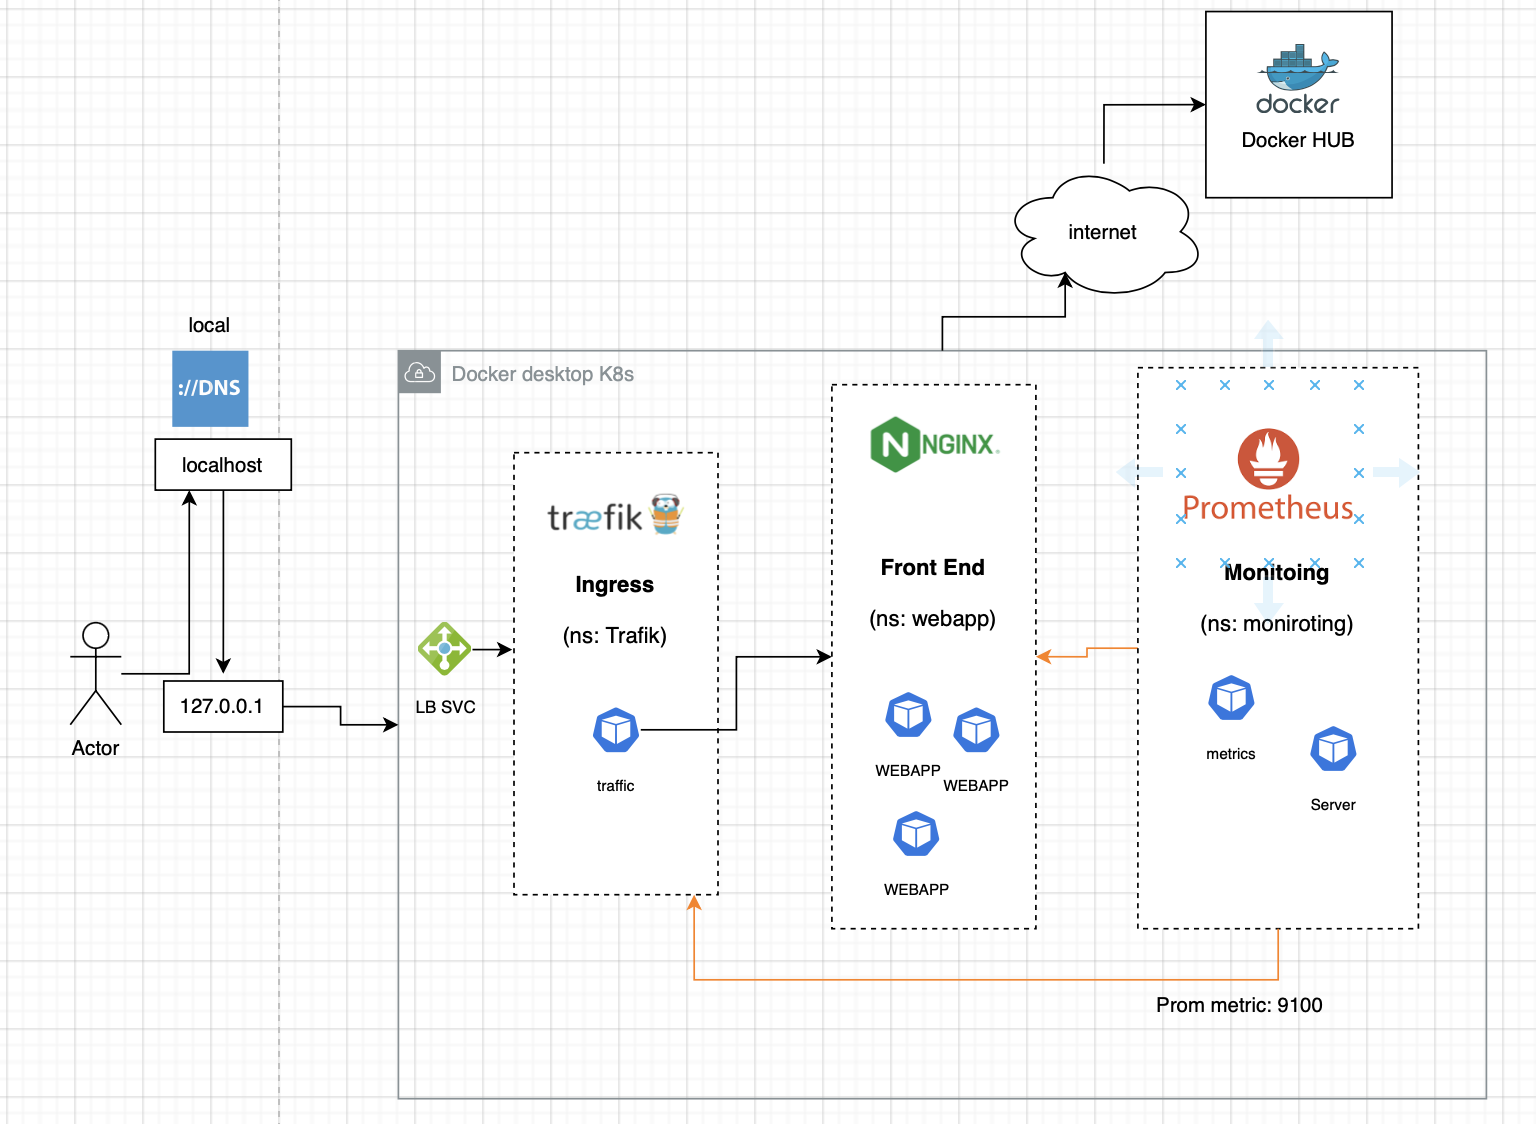 docker
Docker HUB
internet
local
://DNS
localhost
Docker desktop K8s
NGINX.
træfik
Prometheus
Ingress
(ns: Trafik)
Front End
(ns: webapp)
Monitoing
(ns: moniroting)
127.0.0.1
Actor
LB SVC
traffic
WEBAPP
WEBAPP
WEBAPP
metrics
Server
Prom metric: 9100